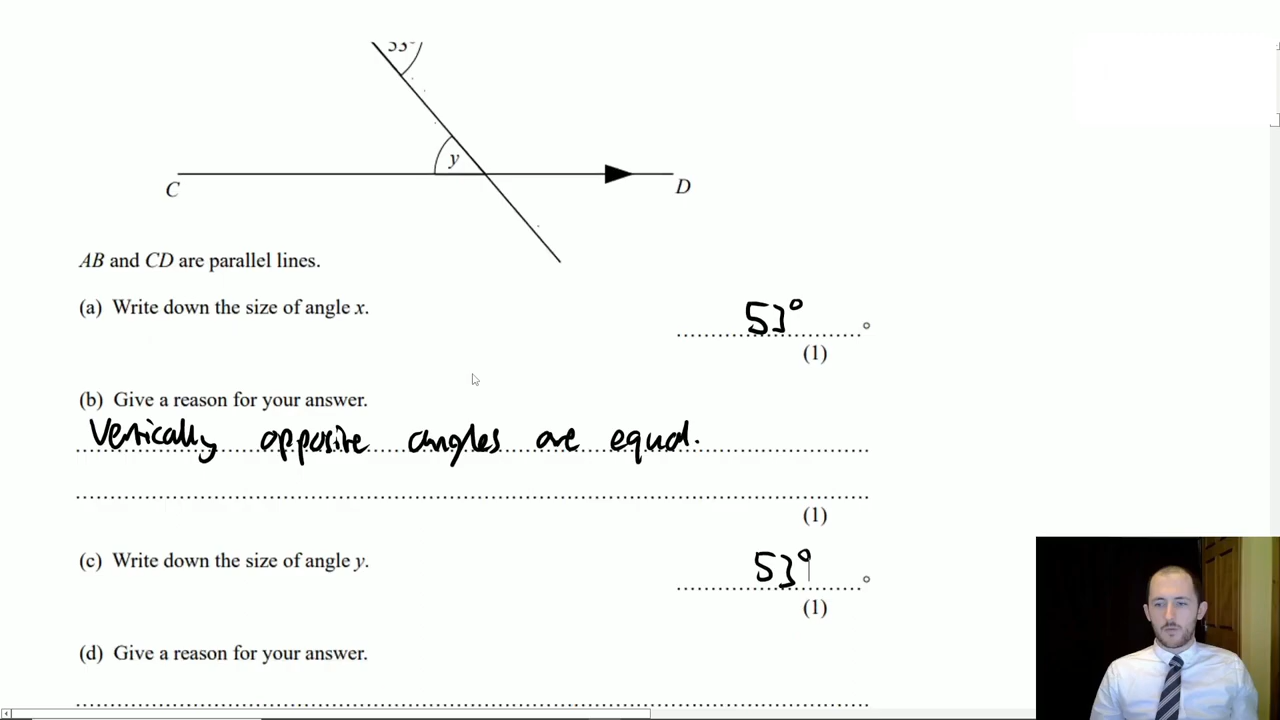 y
C
D
AB and CD are parallel lines.
(a) Write down the size of angle x.
53°
°
(1)
(b) Give a reason for your answer.
Vertically opposite angles are equal.
(1)
(c) Write down the size of angle y.
53°
°
(1)
(d) Give a reason for your answer.